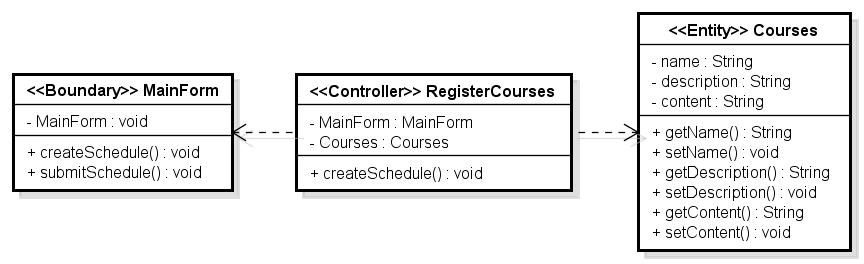 <<Boundary>> MainForm
- MainForm : void
+ createSchedule() : void
+ submitSchedule() : void
<<Controller>> RegisterCourses
- MainForm : MainForm
- Courses : Courses
+ createSchedule() : void
<<Entity>> Courses
- name : String
- description : String
- content : String
+ getName() : String
+ setName() : void
+ getDescription() : String
+ setDescription() : void
+ getContent() : String
+ setContent() : void